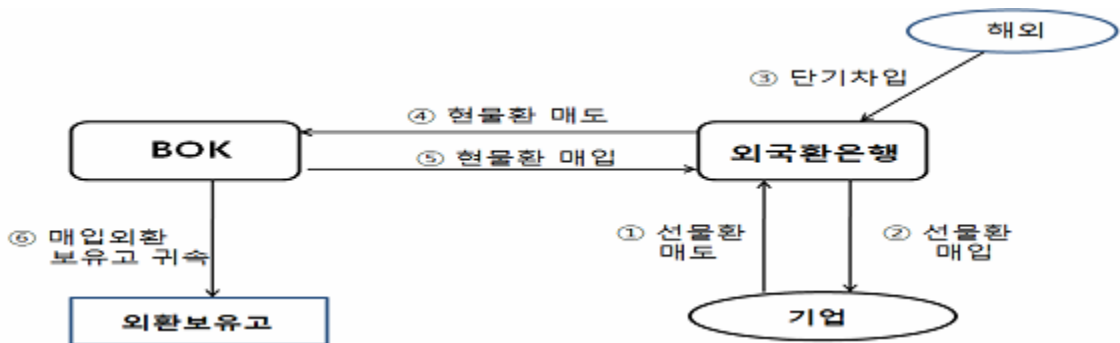 해외
③ 단기차입
④ 현물환 매도
BOK
외국환은행
⑤ 현물환 매입
⑥ 매입외환
보유고 귀속
① 선물환
매도
② 선물환
매입
외환보유고
기업